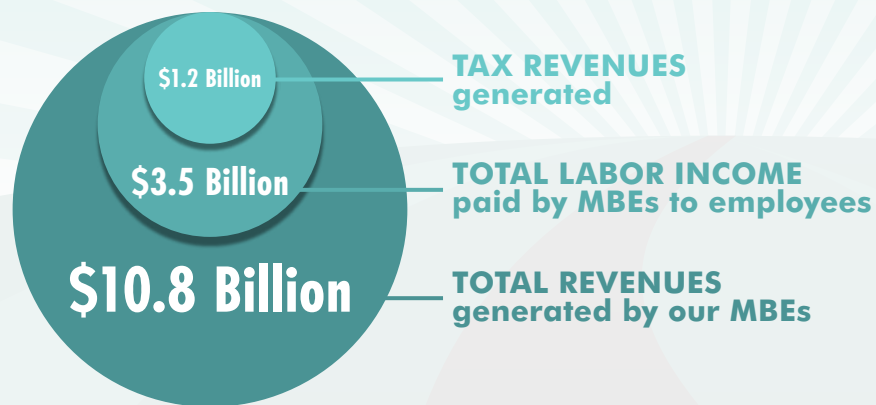 $1.2 Billion
TAX REVENUES
generated
$3.5 Billion
TOTAL LABOR INCOME
paid by MBEs to employees
$10.8 Billion
TOTAL REVENUES
generated by our MBEs